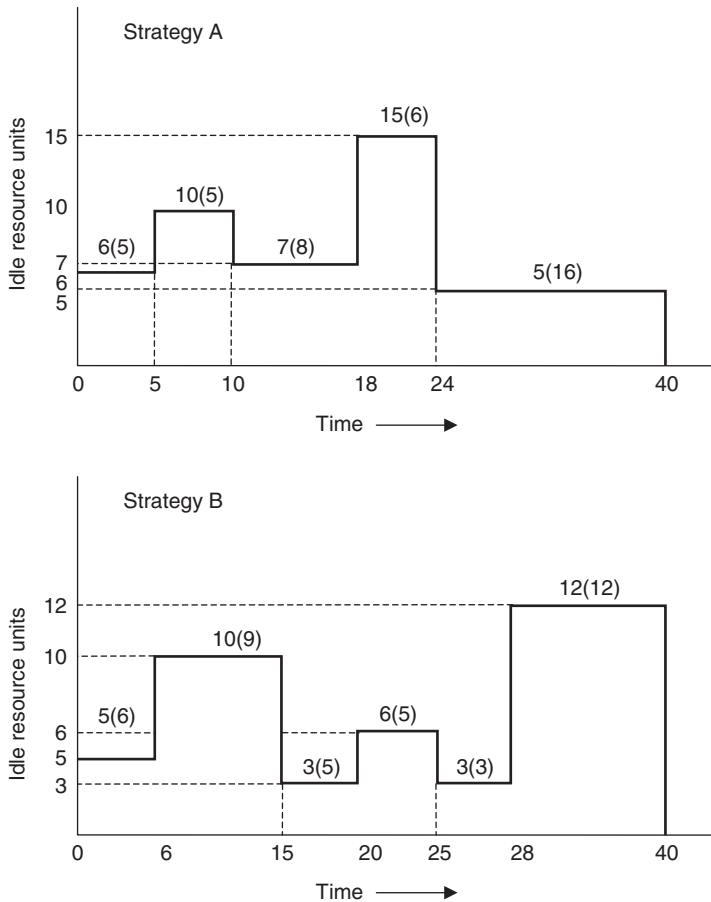 Strategy A
Idle resource units
15
10
7
6
5
6(5)
10(5)
7(8)
15(6)
5(16)
0 5 10 18 24 40
Time
Strategy B
Idle resource units
12
10
6
5
3
5(6)
10(9)
3(5)
6(5)
3(3)
12(12)
0 6 15 20 25 28 40
Time